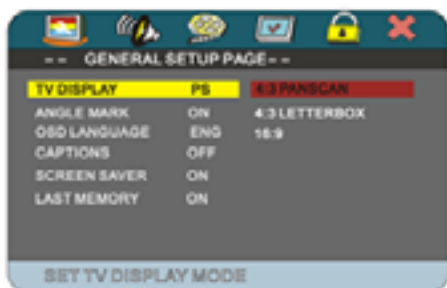 -- GENERAL SETUP PAGE--
TV DISPLAY PS 4:3 PANSCAN
ANGLE MARK ON 4:3 LETTERBOX
OSD LANGUAGE ENG 16:9
CAPTIONS OFF
SCREEN SAVER ON
LAST MEMORY ON
SET TV DISPLAY MODE